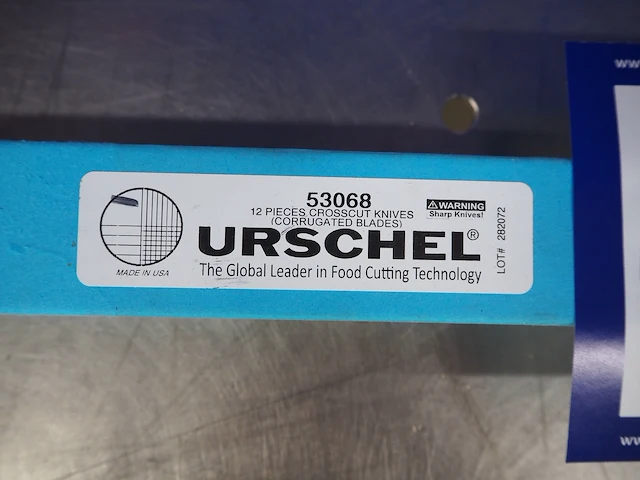 53068
12 PIECES CROSSCUT KNIVES
(CORRUGATED BLADES)
⚠WARNING
Sharp Knives!
URSCHEL®
The Global Leader in Food Cutting Technology
MADE IN USA
LOT# 282072